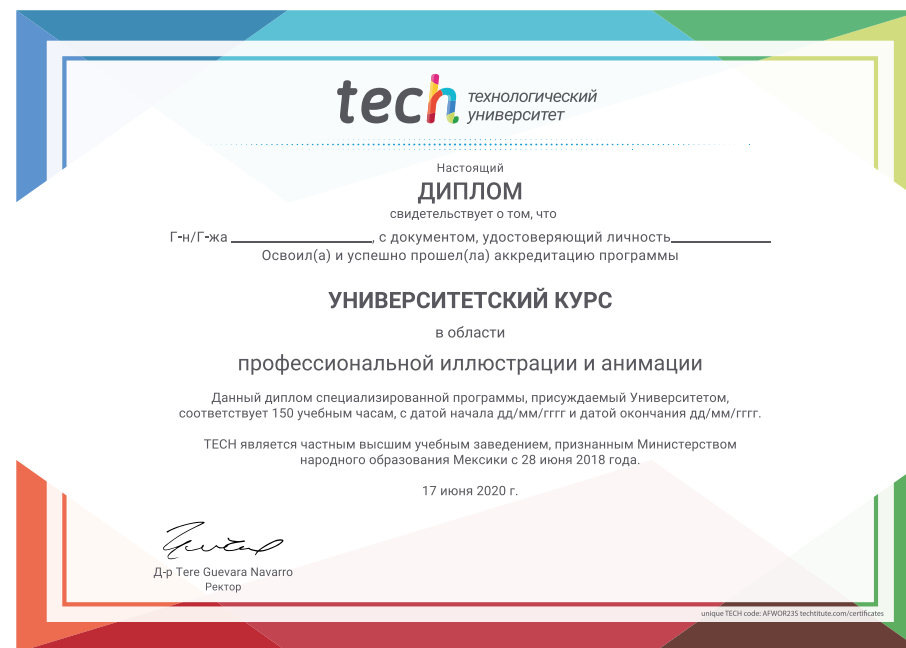 tech технологический
университет
Настоящий
ДИПЛОМ
свидетельствует о том, что
Г-н/Г-жа ____________________, с документом, удостоверяющий личность______________
Освоил(а) и успешно прошел(ла) аккредитацию программы
УНИВЕРСИТЕТСКИЙ КУРС
в области
профессиональной иллюстрации и анимации
Данный диплом специализированной программы, присуждаемый Университетом,
соответствует 150 учебным часам, с датой начала дд/мм/гггг и датой окончания дд/мм/гггг.
TECH является частным высшим учебным заведением, признанным Министерством
народного образования Мексики с 28 июня 2018 года.
17 июня 2020 г.
Д-р Tere Guevara Navarro
Ректор
unique TECH code: AFWOR23S techtitute.com/certificates